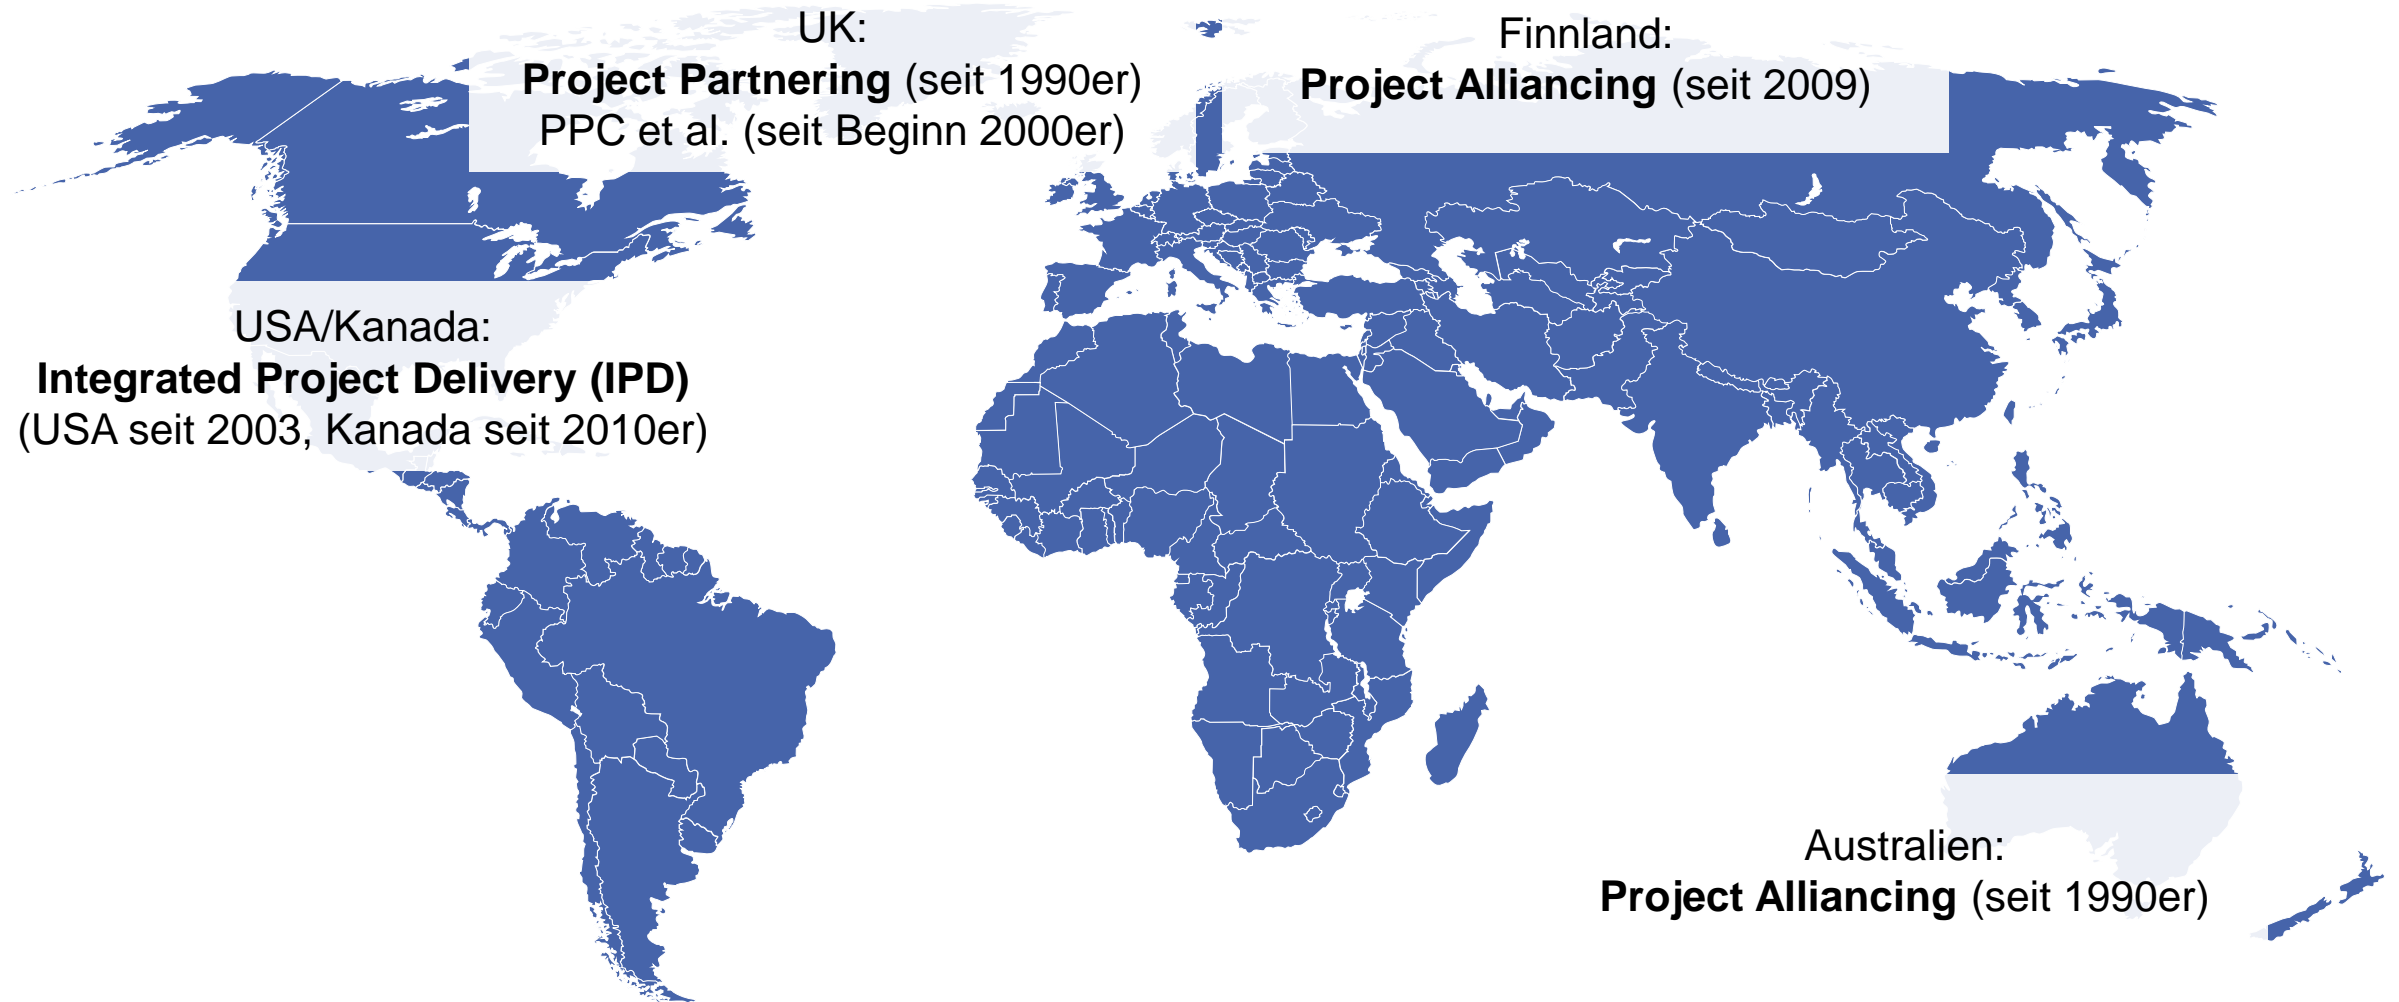 UK:
Project Partnering (seit 1990er)
PPC et al. (seit Beginn 2000er)
Finnland:
Project Alliancing (seit 2009)
USA/Kanada:
Integrated Project Delivery (IPD)
(USA seit 2003, Kanada seit 2010er)
Australien:
Project Alliancing (seit 1990er)